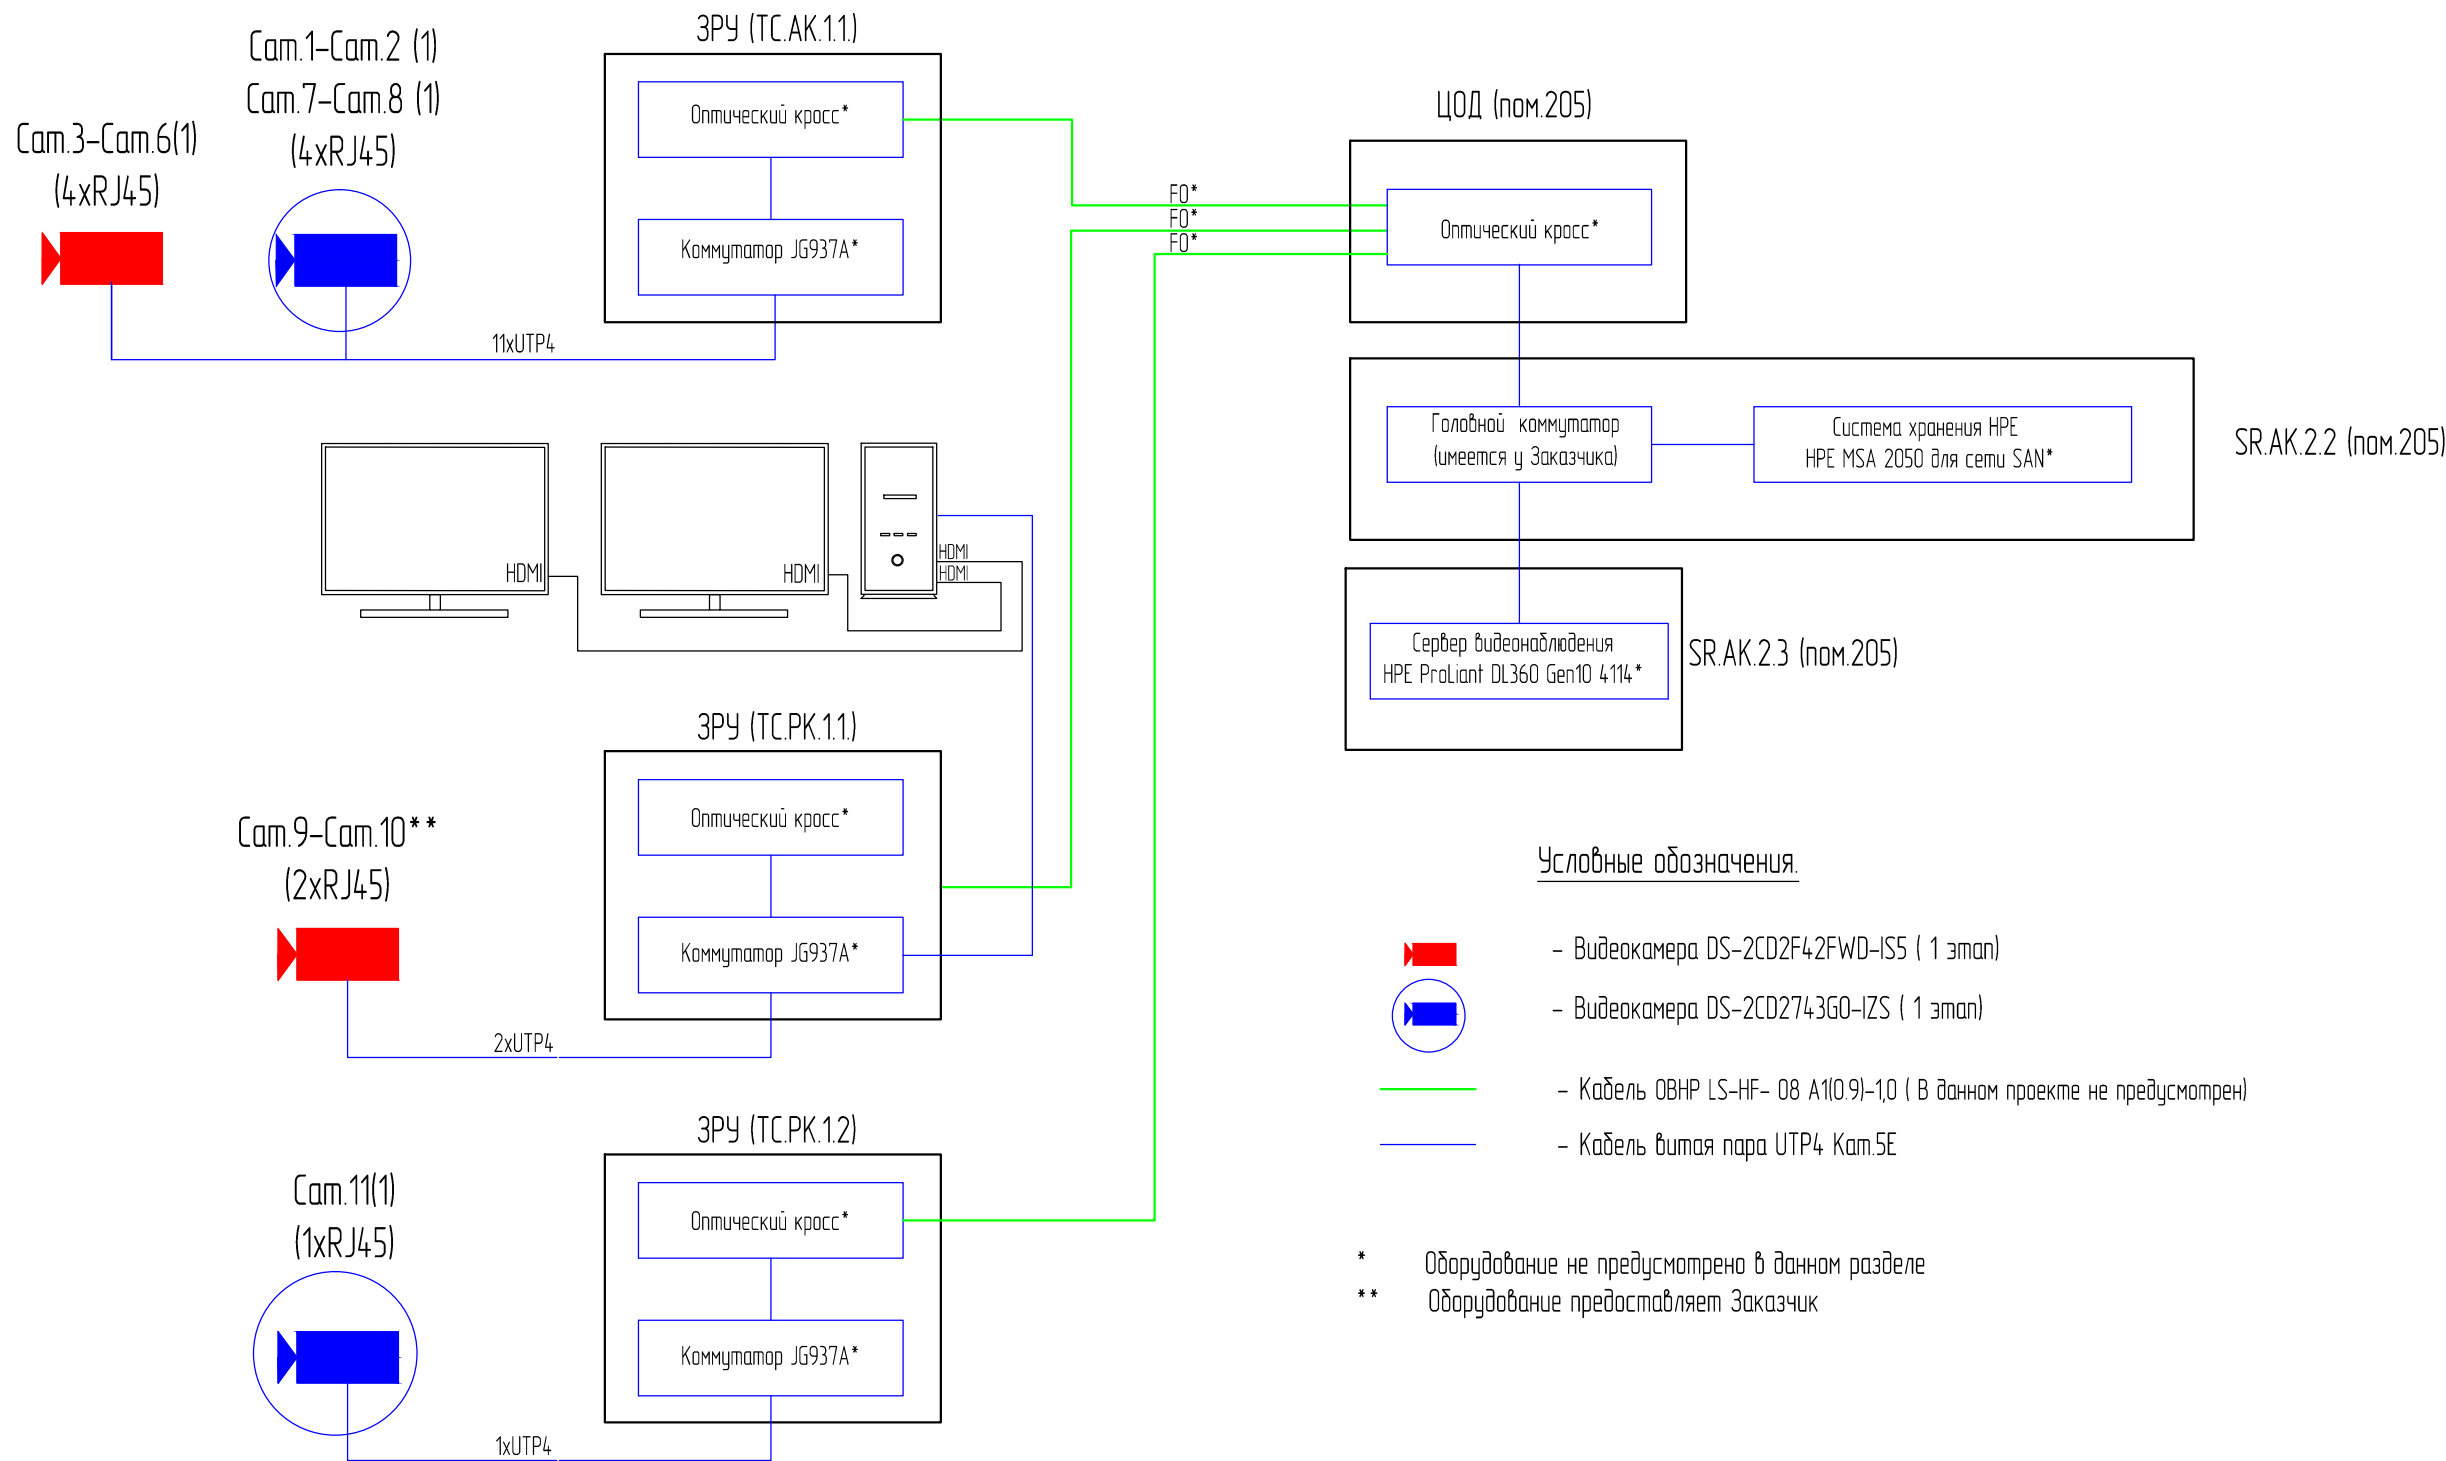 Cam.3-Cam.6(1)
(4xRJ45)
Cam.1-Cam.2 (1)
Cam.7-Cam.8 (1)
(4xRJ45)
ЗРУ (ТС.АК.1.1.)
Оптический кросс*
Коммутатор JG937A*
11xUTP4
FO*
FO*
FO*
ЦОД (пом.205)
Оптический кросс*
Головной коммутатор
(имеется у Заказчика)
Система хранения HPE
HPE MSA 2050 для сети SAN*
SR.AK.2.2 (пом.205)
Сервер видеонаблюдения
HPE ProLiant DL360 Gen10 4114*
SR.AK.2.3 (пом.205)
HDMI
HDMI
HDMI
HDMI
ЗРУ (ТС.РК.1.1.)
Оптический кросс*
Коммутатор JG937A*
Cam.9-Cam.10**
(2xRJ45)
2xUTP4
ЗРУ (ТС.РК.1.2)
Оптический кросс*
Коммутатор JG937A*
Cam.11(1)
(1xRJ45)
1xUTP4
Условные обозначения.
- Видеокамера DS-2CD2F42FWD-IS5 ( 1 этап)
- Видеокамера DS-2CD2743G0-IZS ( 1 этап)
- Кабель ОВНР LS-HF- 08 A1(0.9)-1,0 ( В данном проекте не предусмотрен)
- Кабель витая пара UTP4 Кат.5E
* Оборудование не предусмотрено в данном разделе
** Оборудование предоставляет Заказчик